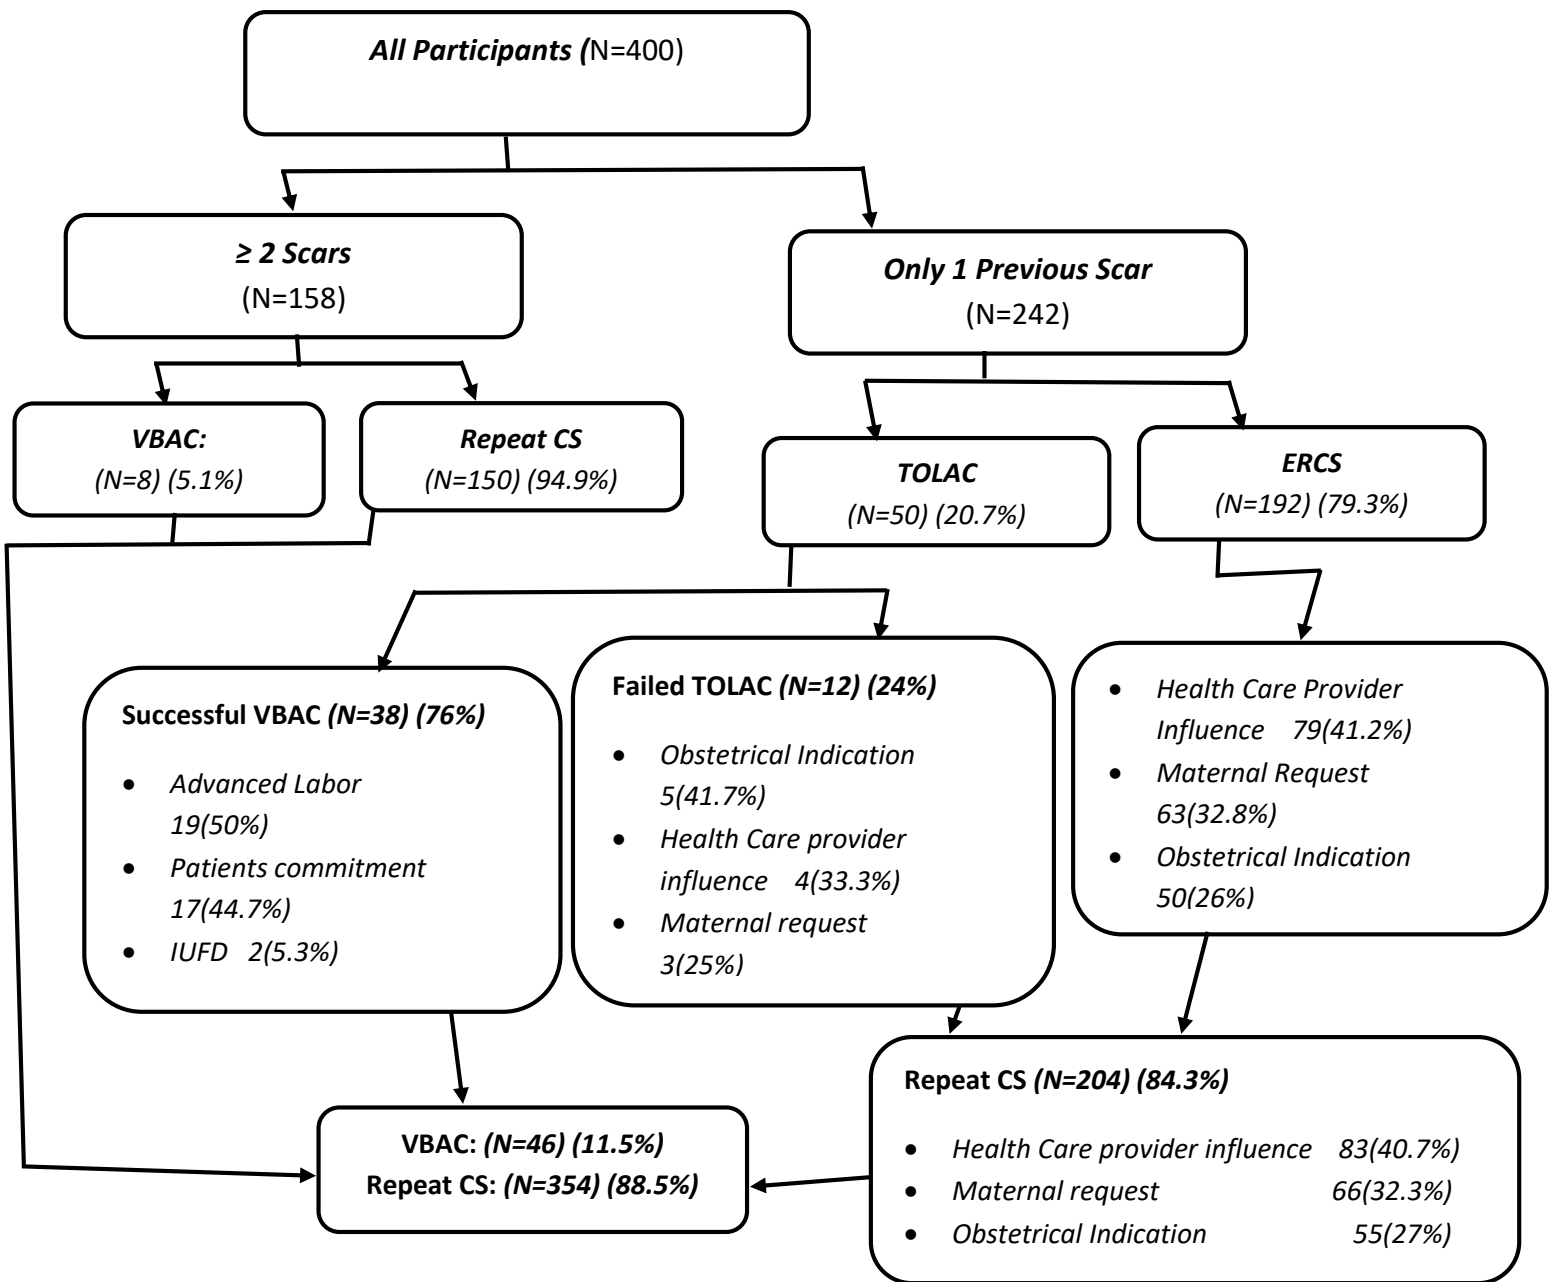 All Participants (N=400)
≥ 2 Scars
(N=158)
Only 1 Previous Scar
(N=242)
VBAC:
(N=8) (5.1%)
Repeat CS
(N=150) (94.9%)
TOLAC
(N=50) (20.7%)
ERCS
(N=192) (79.3%)
Successful VBAC (N=38) (76%)
• Advanced Labor
19(50%)
• Patients commitment
17(44.7%)
• IUFD 2(5.3%)
Failed TOLAC (N=12) (24%)
• Obstetrical Indication
5(41.7%)
• Health Care provider
influence 4(33.3%)
• Maternal request
3(25%)
• Health Care Provider
Influence 79(41.2%)
• Maternal Request
63(32.8%)
• Obstetrical Indication
50(26%)
VBAC: (N=46) (11.5%)
Repeat CS: (N=354) (88.5%)
Repeat CS (N=204) (84.3%)
• Health Care provider influence 83(40.7%)
• Maternal request 66(32.3%)
• Obstetrical Indication 55(27%)